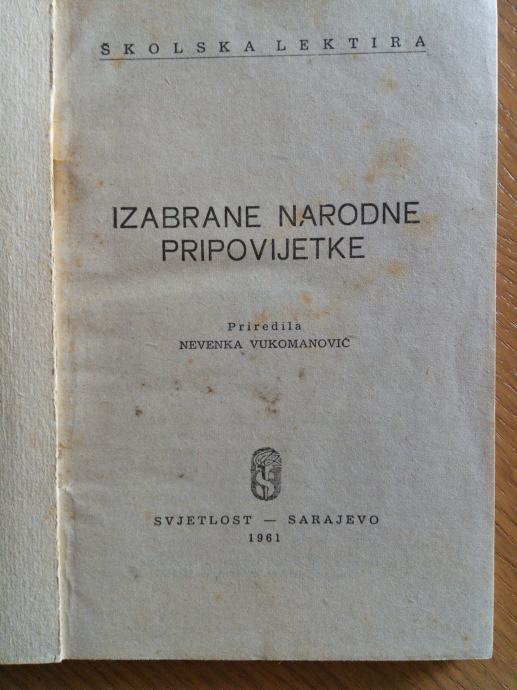 ŠKOLSKA LEKTIRA
IZABRANE NARODNE
PRIPOVIJETKE
Priredila
NEVENKA VUKOMANOVIĆ
SVJETLOST — SARAJEVO
1961